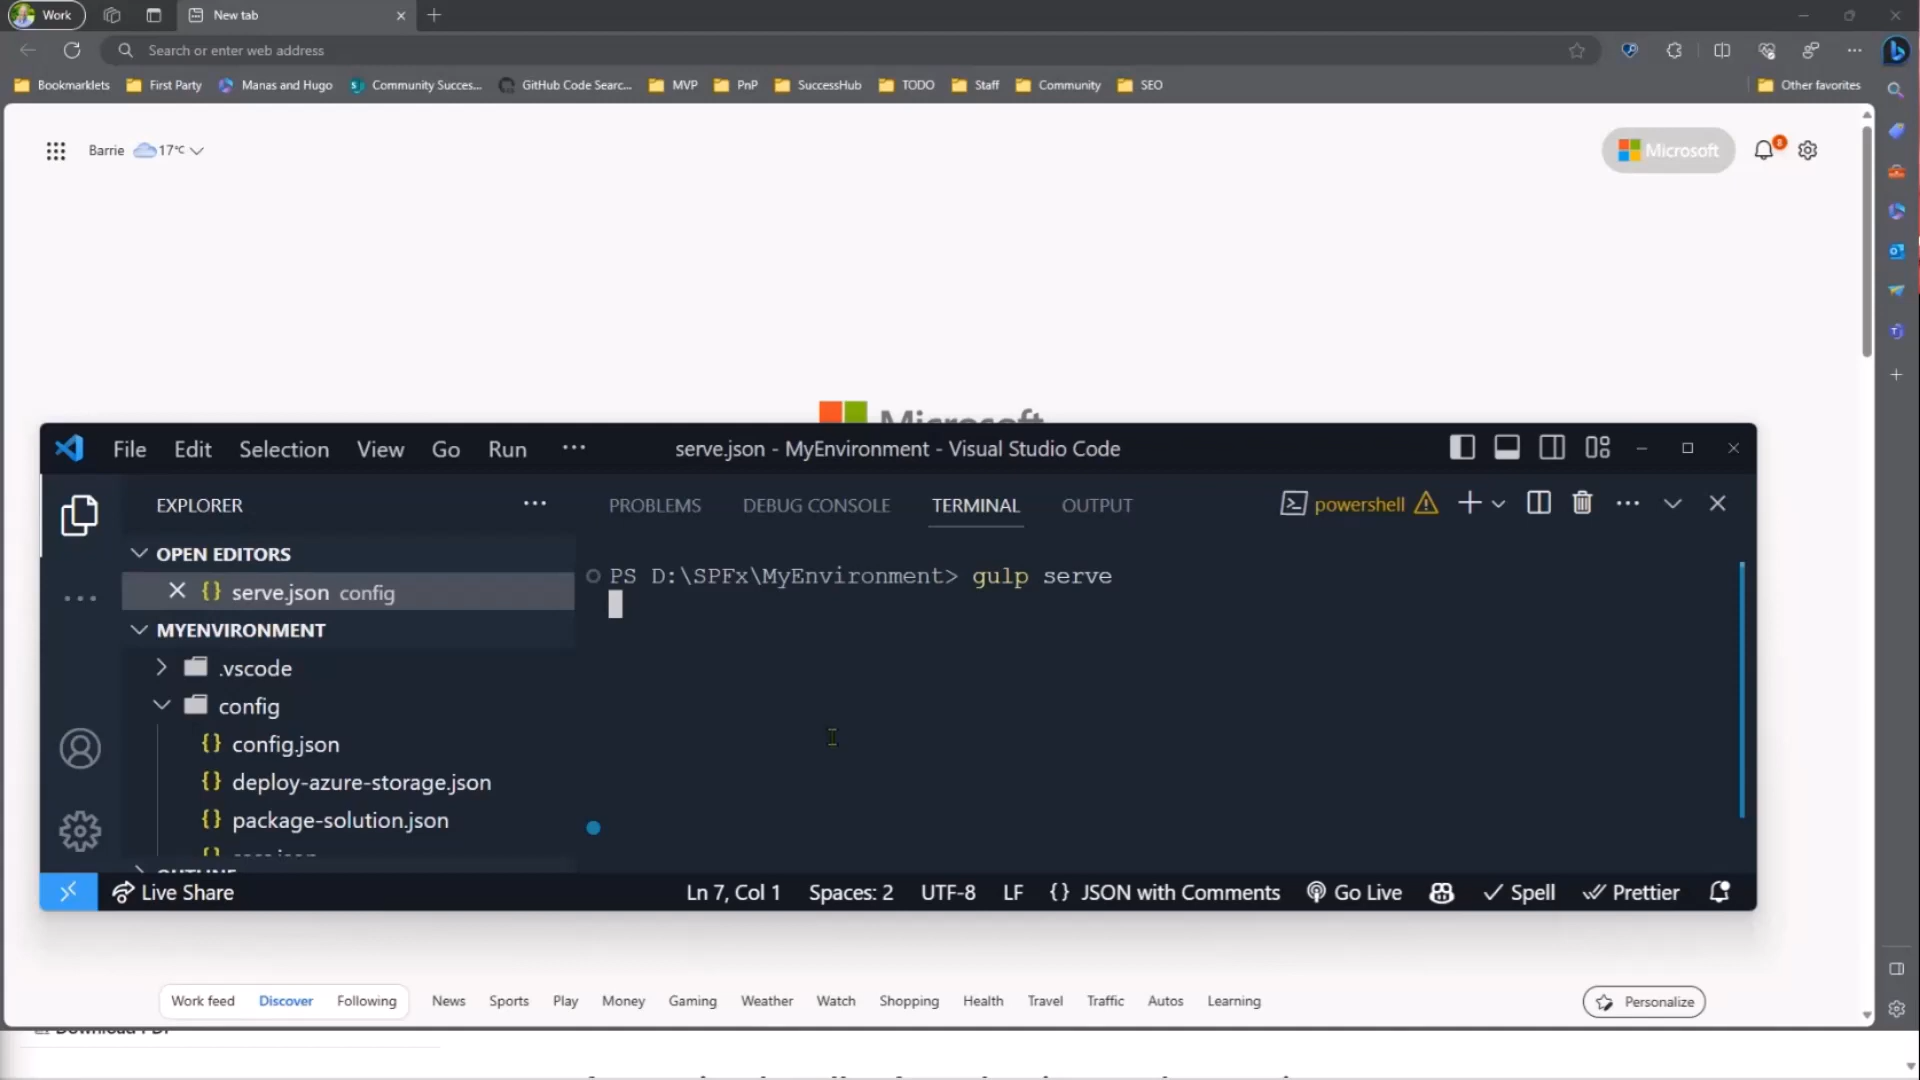 Work
New tab
Search or enter web address
Bookmarklets First Party Manas and Hugo Community Succes... GitHub Code Searc... MVP PnP SuccessHub TODO Staff Community SEO Other favorites
Barrie 17°C
Microsoft
8
Microsoft
File Edit Selection View Go Run ··· serve.json - MyEnvironment - Visual Studio Code
EXPLORER ···
PROBLEMS DEBUG CONSOLE TERMINAL OUTPUT powershell
OPEN EDITORS
{} serve.json config
MYENVIRONMENT
.vscode
config
{} config.json
{} deploy-azure-storage.json
{} package-solution.json
OUTLINE
PS D:\SPFx\MyEnvironment> gulp serve
Live Share Ln 7, Col 1 Spaces: 2 UTF-8 LF {} JSON with Comments Go Live Spell Prettier
Work feed Discover Following News Sports Play Money Gaming Weather Watch Shopping Health Travel Traffic Autos Learning Personalize
Download PDF